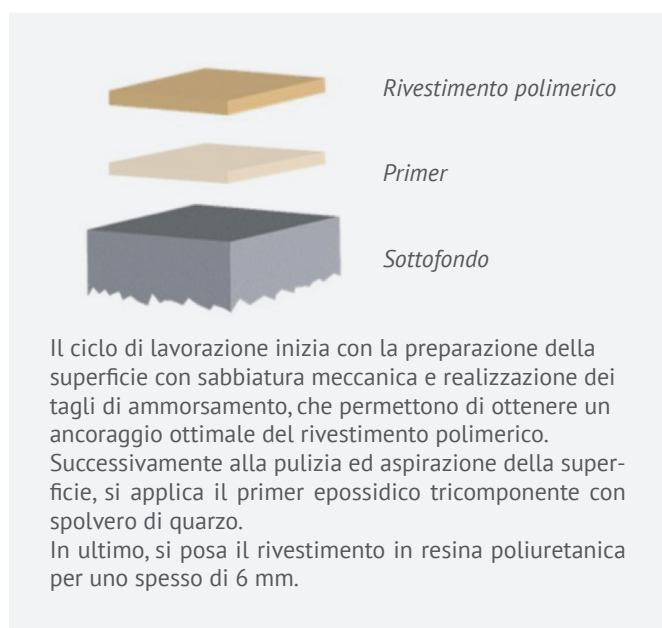 Rivestimento polimerico
Primer
Sottofondo
Il ciclo di lavorazione inizia con la preparazione della
superficie con sabbiatura meccanica e realizzazione dei
tagli di ammorsamento, che permettono di ottenere un
ancoraggio ottimale del rivestimento polimerico.
Successivamente alla pulizia ed aspirazione della super-
ficie, si applica il primer epossidico tricomponente con
spolvero di quarzo.
In ultimo, si posa il rivestimento in resina poliuretanica
per uno spesso di 6 mm.